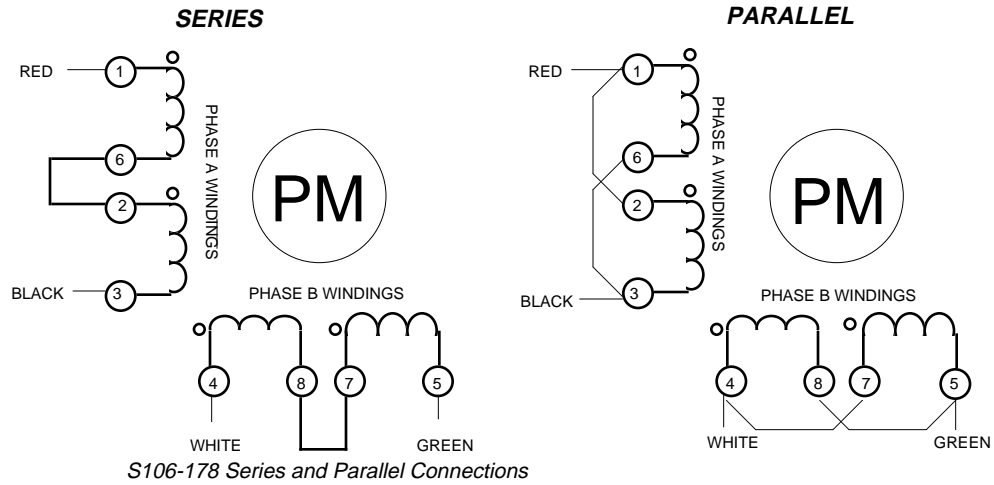 SERIES
RED
1
6
2
BLACK
3
PHASE A WINDINGS
PM
PHASE B WINDINGS
4
8
7
5
WHITE
GREEN
PARALLEL
RED
1
6
2
BLACK
3
PHASE A WINDINGS
PM
PHASE B WINDINGS
4
8
7
5
WHITE
GREEN
S106-178 Series and Parallel Connections